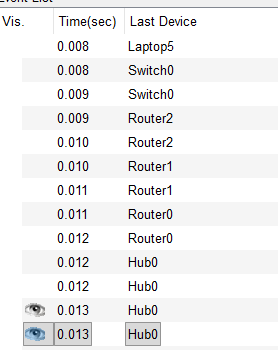 Event List
Vis. Time(sec) Last Device
0.008 Laptop5
0.008 Switch0
0.009 Switch0
0.009 Router2
0.010 Router2
0.010 Router1
0.011 Router1
0.011 Router0
0.012 Router0
0.012 Hub0
0.012 Hub0
0.013 Hub0
0.013 Hub0